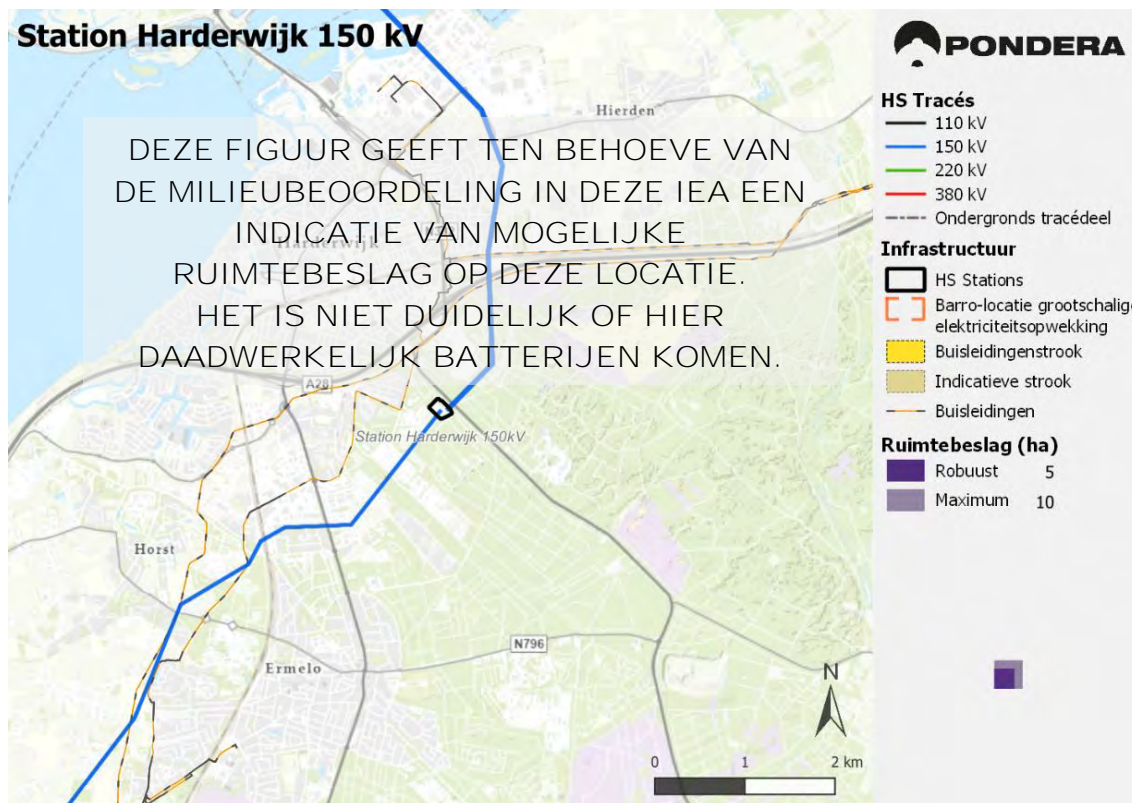 Station Harderwijk 150 kV
Hierden
DEZE FIGUUR GEEFT TEN BEHOEVE VAN
DE MILIEUBEOORDELING IN DEZE IEA EEN
INDICATIE VAN MOGELIJKE
Harderwijk
RUIMTEBESLAG OP DEZE LOCATIE.
HET IS NIET DUIDELIJK OF HIER
DAADWERKELIJK BATTERIJEN KOMEN.
A28
Station Harderwijk 150kV
Horst
Ermelo
N796
N
0 1 2 km
PONDERA
HS Tracés
110 kV
150 kV
220 kV
380 kV
Ondergronds tracédeel
Infrastructuur
HS Stations
Barro-locatie grootschalige
elektriciteitsopwekking
Buisleidingenstrook
Indicatieve strook
Buisleidingen
Ruimtebeslag (ha)
Robuust 5
Maximum 10